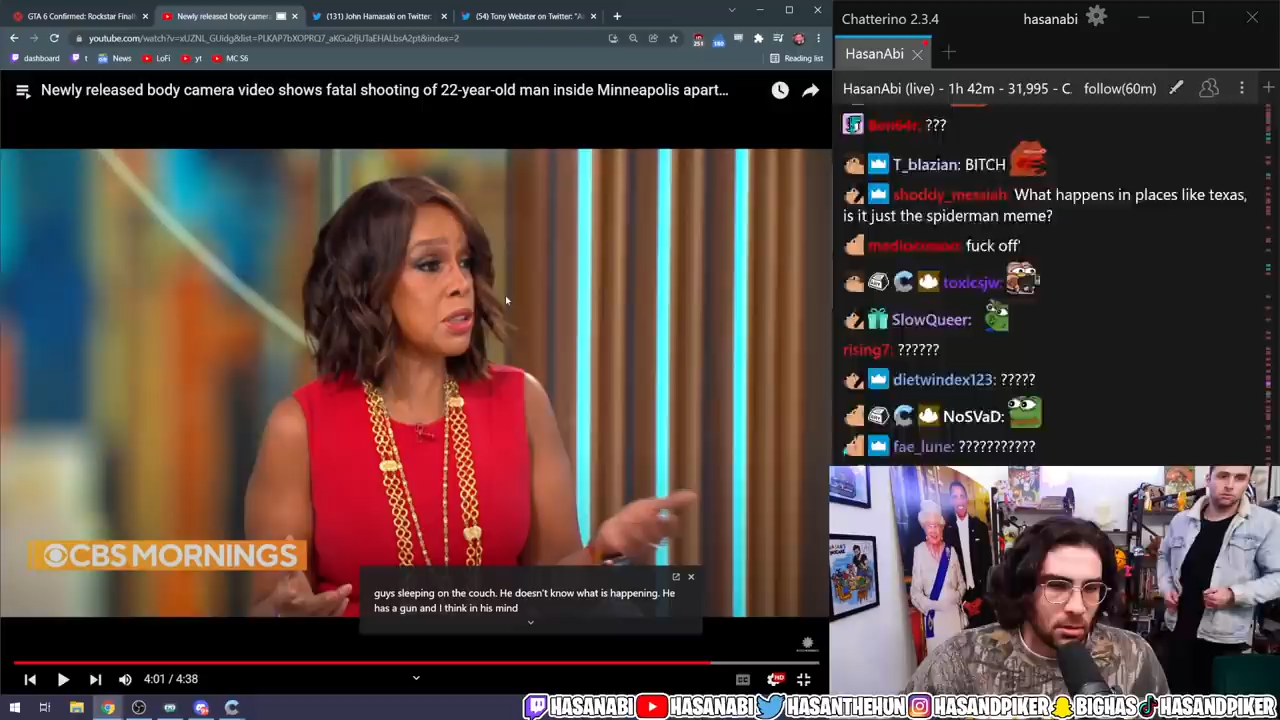 GTA 6 Confirmed: Rockstar Finall
Newly released body camera
(131) John Hamasaki on Twitter:
(54) Tony Webster on Twitter: "A
youtube.com/watch?v=xUZNL_GUidg&list=PLKAP7bXOPRQ7_aKGu2fjUTaEHALbsA2pt&index=2
251
180
dashboard
t
News
LoFi
yt
MC S6
Reading list
Newly released body camera video shows fatal shooting of 22-year-old man inside Minneapolis apart...
CBS MORNINGS
guys sleeping on the couch. He doesn't know what is happening. He
has a gun and I think in his mind
4:01 / 4:38
HD
Chatterino 2.3.4
hasanabi
HasanAbi
HasanAbi (live) - 1h 42m - 31,995 - C
follow(60m)
???
T_blazian: BITCH
shoddy_messiah What happens in places like texas,
is it just the spiderman meme?
fuck off'
toxicsjw:
SlowQueer:
rising7: ??????
dietwindex123: ?????
NoSVaD:
fae_lune: ???????????
HASANABI
HASANABI
HASANTHEHUN
HASANDPIKER
BIGHAS
HASANDPIKER